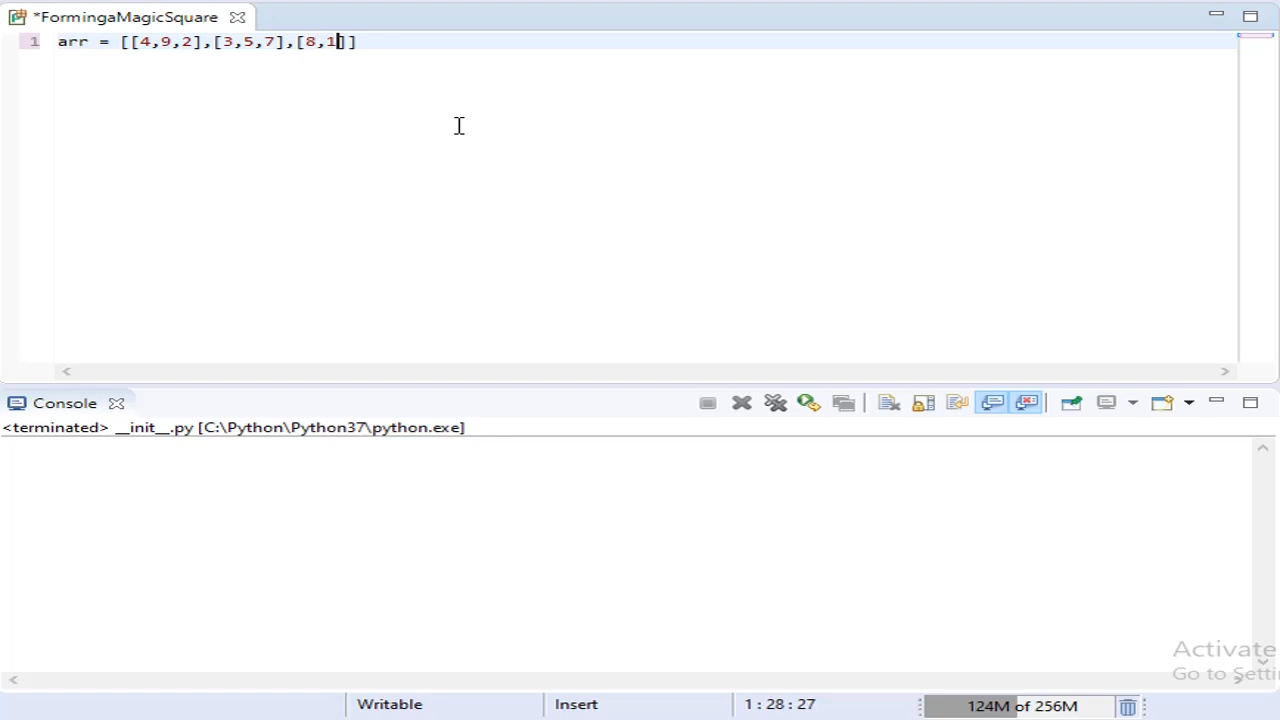 *FormingaMagicSquare
1 arr = [[4,9,2],[3,5,7],[8,1]]
Console
<terminated> __init__.py [C:\Python\Python37\python.exe]
Activate
Go to Setti
Writable Insert 1 : 28 : 27 124M of 256M